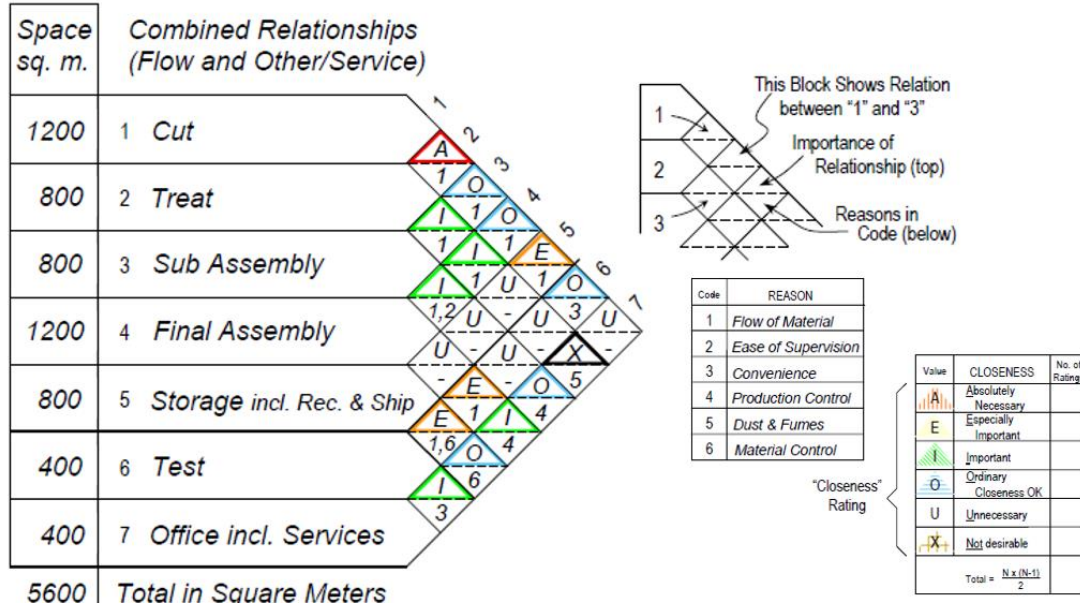 Space
sq. m.
Combined Relationships
(Flow and Other/Service)
1200
1 Cut
800
2 Treat
800
3 Sub Assembly
1200
4 Final Assembly
800
5 Storage incl. Rec. & Ship
400
6 Test
400
7 Office incl. Services
5600
Total in Square Meters
1
2
3
4
5
6
7
A
1 O
I 1 O
1 I 1 E
I 1 U 1 O
1,2 U - U 3 U
U - U - X -
- E - O 5
E 1 I 4
1,6 O 4
I 6
3
This Block Shows Relation
between "1" and "3"
1
Importance of
Relationship (top)
2
3
Reasons in
Code (below)
Code REASON
1 Flow of Material
2 Ease of Supervision
3 Convenience
4 Production Control
5 Dust & Fumes
6 Material Control
"Closeness"
Rating
Value CLOSENESS No. of
Rating
A Absolutely
Necessary
E Especially
Important
I Important
O Ordinary
Closeness OK
U Unnecessary
X Not desirable
Total = N x (N-1)
2